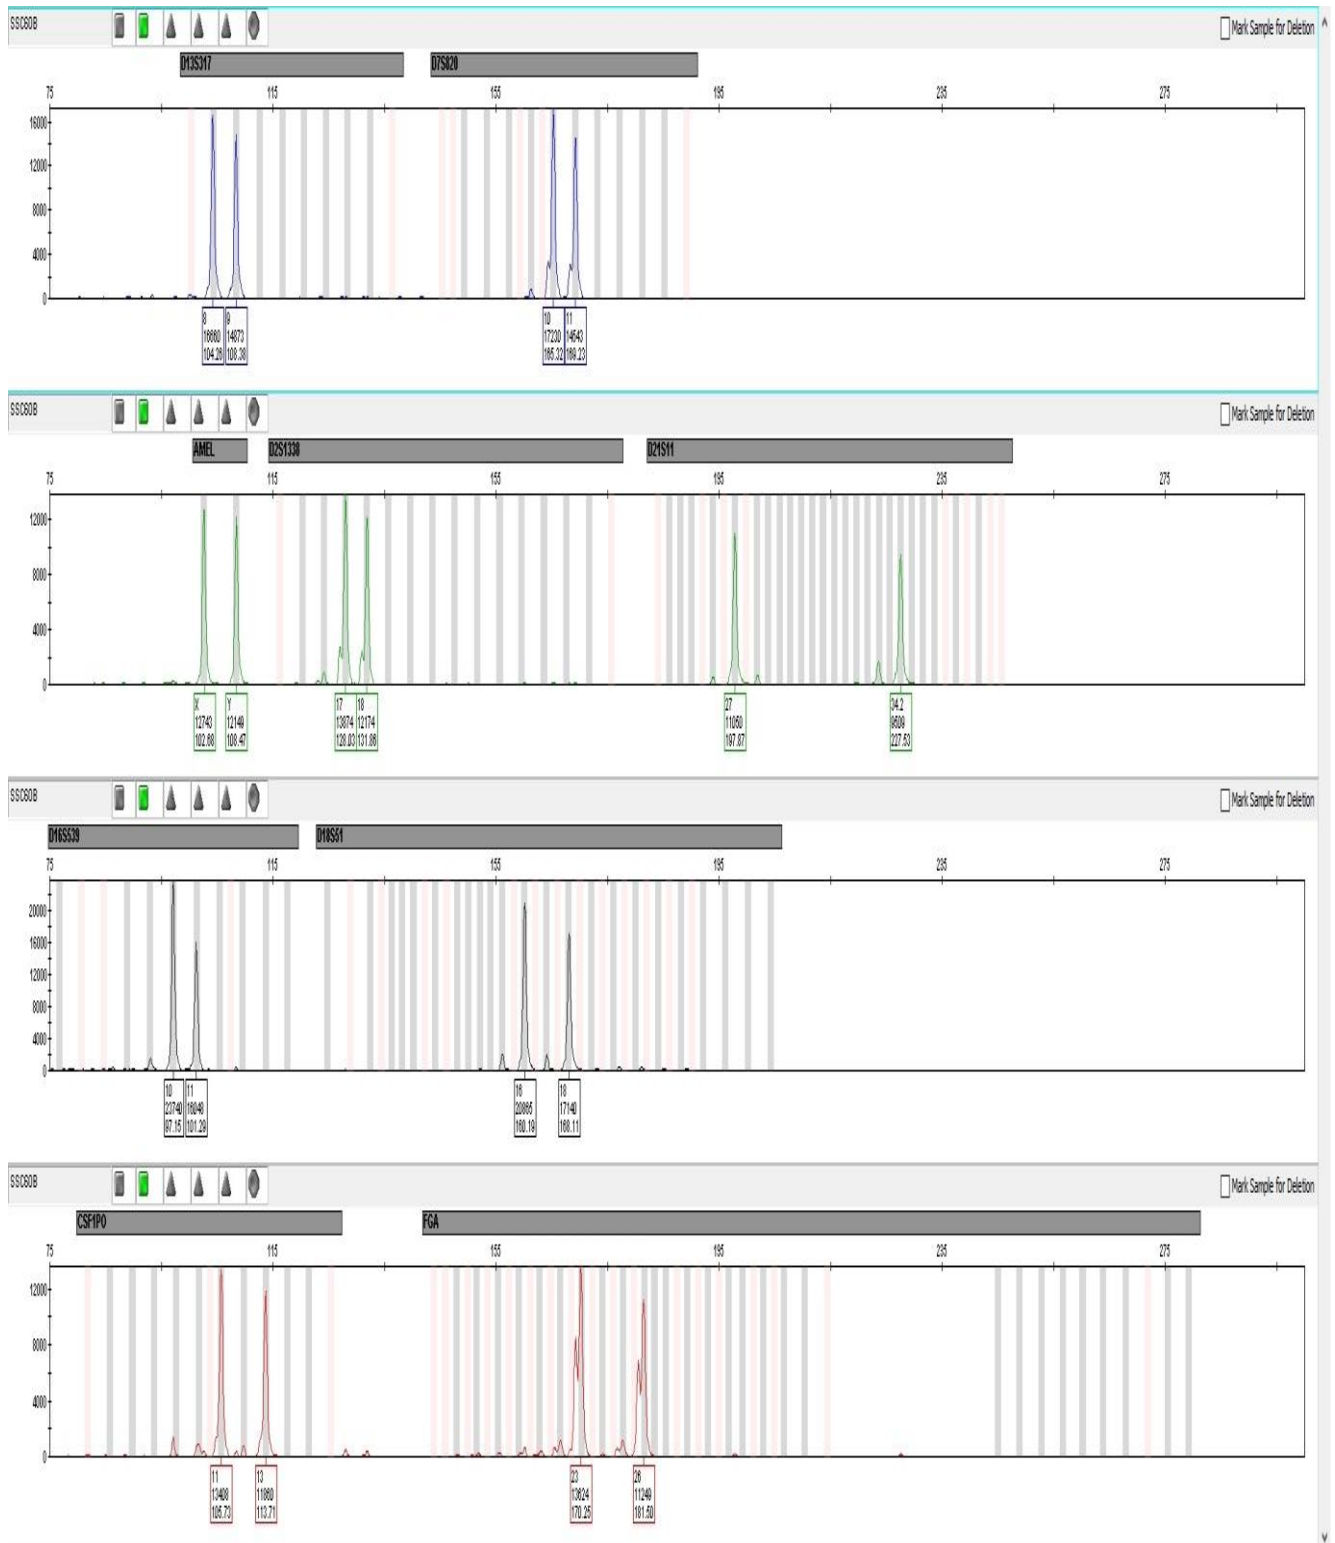 SSC60B
Mark Sample for Deletion
D13S317 D7S820
75 115 155 195 235 275
16000
12000
8000
4000
0
8 9 10 11
16660 14873 17230 14543
104.26 108.38 165.32 169.23
SSC60B
Mark Sample for Deletion
AMEL D2S1338 D21S11
75 115 155 195 235 275
12000
8000
4000
0
X Y 17 18 27 34.2
12743 12149 13874 12174 11050 9509
102.68 108.47 128.03 131.86 197.87 227.53
SSC60B
Mark Sample for Deletion
D16S539 D18S51
75 115 155 195 235 275
20000
16000
12000
8000
4000
0
10 11 16 18
23740 16048 20865 17140
97.15 101.29 160.19 168.11
SSC60B
Mark Sample for Deletion
CSF1PO FGA
75 115 155 195 235 275
12000
8000
4000
0
11 13 23 26
13408 11860 13624 11249
105.73 113.71 170.25 181.50